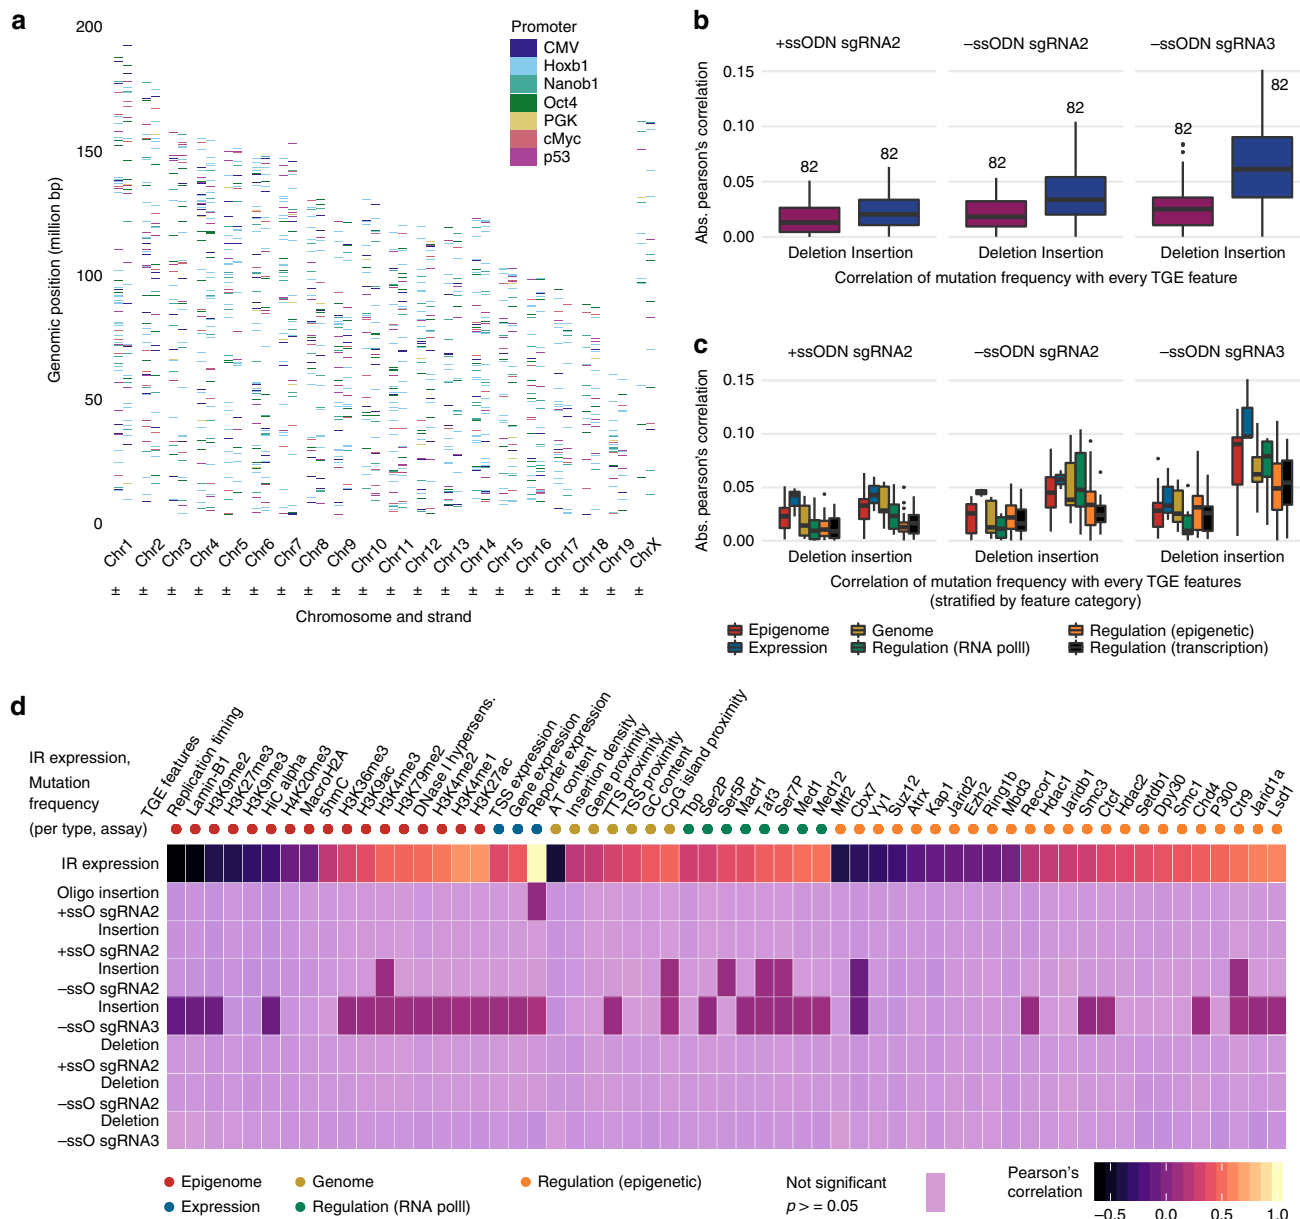 a
200
150
100
50
0
Genomic position (million bp)
Promoter
CMV
Hoxb1
Nanob1
Oct4
PGK
cMyc
p53
Chr1
Chr2
Chr3
Chr4
Chr5
Chr6
Chr7
Chr8
Chr9
Chr10
Chr11
Chr12
Chr13
Chr14
Chr15
Chr16
Chr17
Chr18
Chr19
ChrX
± ± ± ± ± ± ± ± ± ± ± ± ± ± ± ± ± ± ± ±
Chromosome and strand
b
+ssODN sgRNA2
−ssODN sgRNA2
−ssODN sgRNA3
Abs. pearson's correlation
0.15
0.10
0.05
0.00
82
82
82
82
82
82
Deletion Insertion
Deletion Insertion
Deletion Insertion
Correlation of mutation frequency with every TGE feature
c
+ssODN sgRNA2
−ssODN sgRNA2
−ssODN sgRNA3
Abs. pearson's correlation
0.15
0.10
0.05
0.00
Deletion insertion
Deletion insertion
Deletion insertion
Correlation of mutation frequency with every TGE features
(stratified by feature category)
Epigenome
Genome
Regulation (epigenetic)
Expression
Regulation (RNA polII)
Regulation (transcription)
d
IR expression,
Mutation
frequency
(per type, assay)
TGE features
Replication timing
Lamin-B1
H3K9me2
H3K27me3
H3K9me3
HiC alpha
H4K20me3
MacroH2A
5hmC
H3K36me3
H3K9ac
H3K4me3
H3K79me2
DNase I hypersens.
H3K4me2
H3K4me1
H3K27ac
TSS expression
Gene expression
Reporter expression
AT content
Insertion density
Gene proximity
TTS proximity
TSS proximity
GC content
CpG island proximity
Tbp
Ser2P
Ser5P
Mad1
Taf3
Ser7P
Med1
Med12
Mtf2
Cbx7
Yy1
Suz12
Atrx
Kap1
Jarid2
Ezh2
Ring1b
Mbd3
Recor1
Hdac1
Jaridb1
Smc3
Ctcf
Hdac2
Setdb1
Dpy30
Smc1
Chd4
P300
Ctr9
Jarid1a
Lsd1
IR expression
Oligo insertion
+ssO sgRNA2
Insertion
+ssO sgRNA2
Insertion
−ssO sgRNA2
Insertion
−ssO sgRNA3
Deletion
+ssO sgRNA2
Deletion
−ssO sgRNA2
Deletion
−ssO sgRNA3
Epigenome
Genome
Regulation (epigenetic)
Expression
Regulation (RNA polII)
Not significant
p > = 0.05
Pearson's
correlation
−0.5 0.0 0.5 1.0